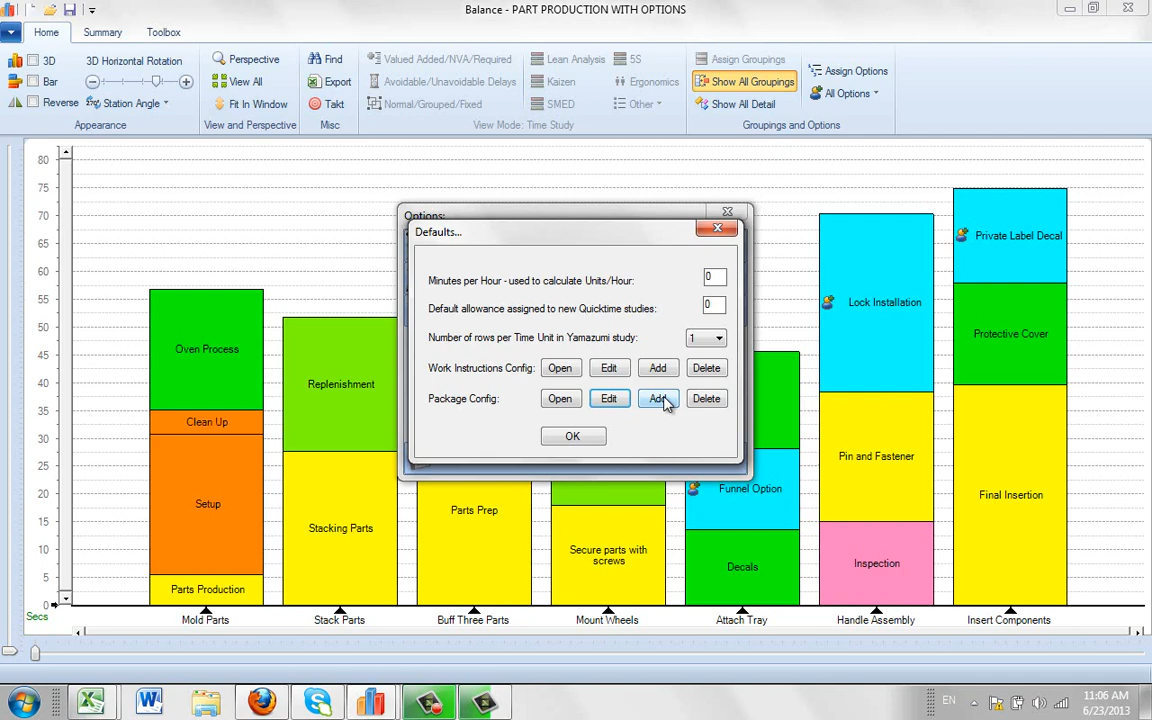 Balance - PART PRODUCTION WITH OPTIONS
Home
Summary
Toolbox
3D
3D Horizontal Rotation
Bar
Reverse
Station Angle
Appearance
Perspective
View All
Fit In Window
View and Perspective
Find
Export
Takt
Misc
Valued Added/NVA/Required
Avoidable/Unavoidable Delays
Normal/Grouped/Fixed
Lean Analysis
Kaizen
SMED
5S
Ergonomics
Other
View Mode: Time Study
Assign Groupings
Show All Groupings
Show All Detail
Assign Options
All Options
Groupings and Options
80
75
70
65
60
55
50
45
40
35
30
25
20
15
10
5
0
Secs
Options:
Defaults...
Minutes per Hour - used to calculate Units/Hour: 0
Default allowance assigned to new Quicktime studies: 0
Number of rows per Time Unit in Yamazumi study: 1
Work Instructions Config: Open Edit Add Delete
Package Config: Open Edit Add Delete
OK
Oven Process
Clean Up
Setup
Parts Production
Replenishment
Stacking Parts
Parts Prep
Secure parts with
screws
Funnel Option
Decals
Lock Installation
Pin and Fastener
Inspection
Private Label Decal
Protective Cover
Final Insertion
Mold Parts
Stack Parts
Buff Three Parts
Mount Wheels
Attach Tray
Handle Assembly
Insert Components
EN
11:06 AM
6/23/2013